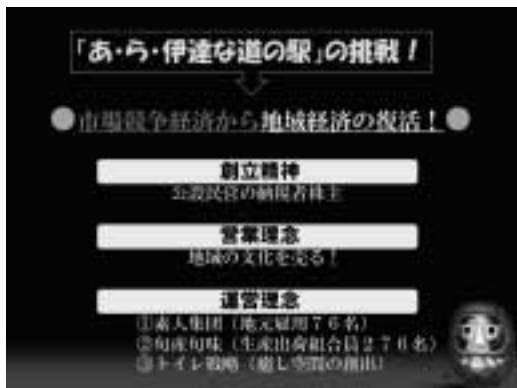 「あ・ら・伊達な道の駅」の挑戦！
市場競争経済から地域経済の復活！
創立精神
公設民営の納税者株主
営業理念
地域の文化を売る！
運営理念
①素人集団（地元雇用７６名）
②旬産旬味（生産出荷組合員２７６名）
③トイレ戦略（癒し空間の創出）